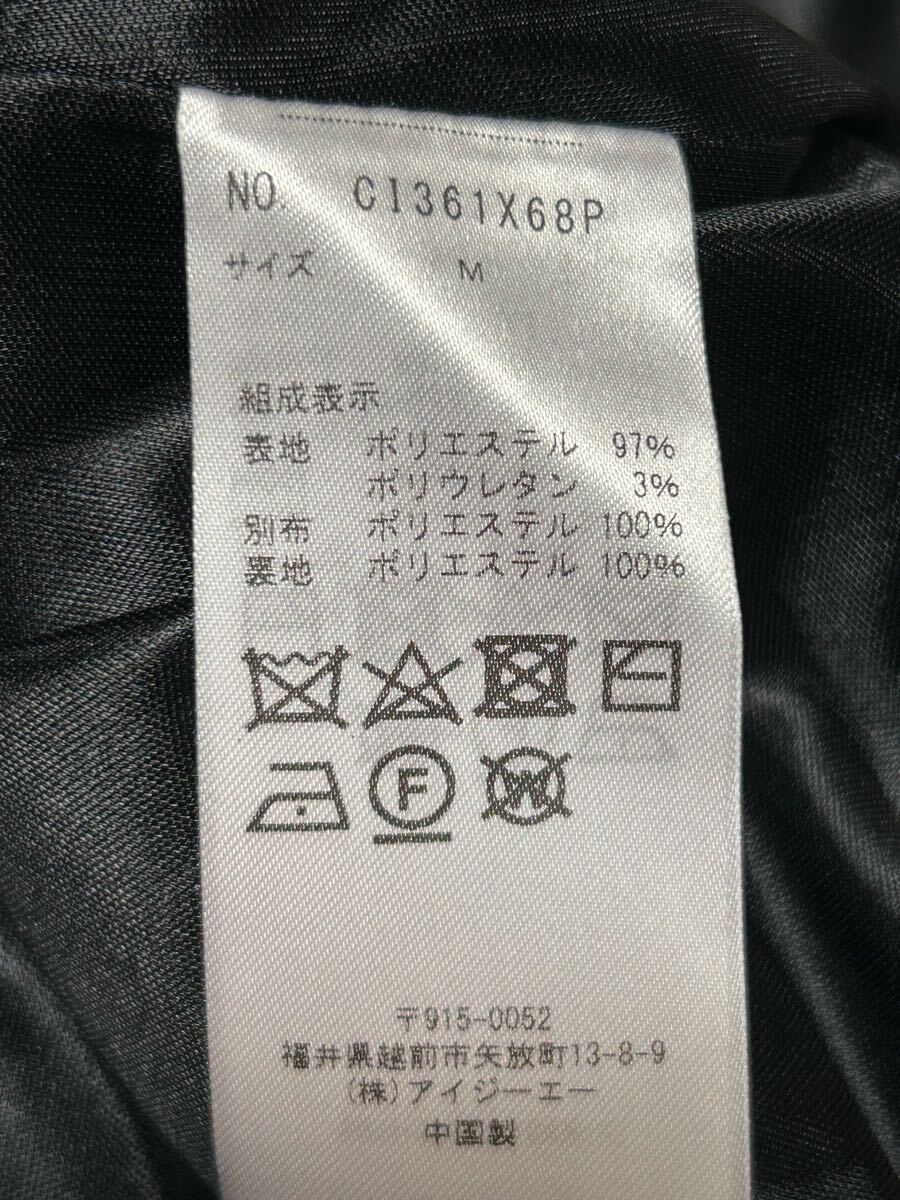 NO. CI361X68P
サイズ M
組成表示
表地 ポリエステル 97%
ポリウレタン 3%
別布 ポリエステル 100%
裏地 ポリエステル 100%
F
W
〒915-0052
福井県越前市矢放町13-8-9
(株)アイジーエー
中国製